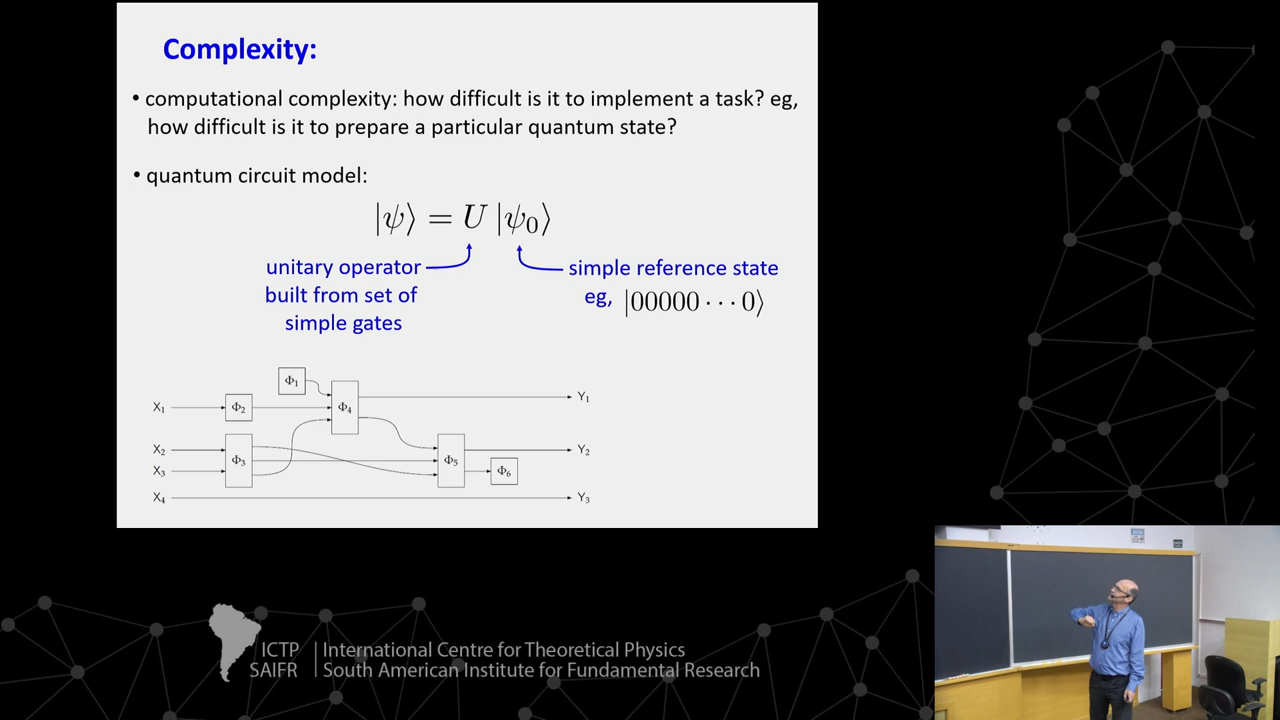 Complexity:
• computational complexity: how difficult is it to implement a task? eg,
how difficult is it to prepare a particular quantum state?
• quantum circuit model:
|ψ⟩ = U |ψ₀⟩
unitary operator
built from set of
simple gates
simple reference state
eg, |00000 · · · 0⟩
Φ₁
X₁ Φ₂ Φ₄ Y₁
X₂ Y₂
Φ₃ Φ₅
X₃ Φ₆
X₄ Y₃
ICTP International Centre for Theoretical Physics
SAIFR South American Institute for Fundamental Research